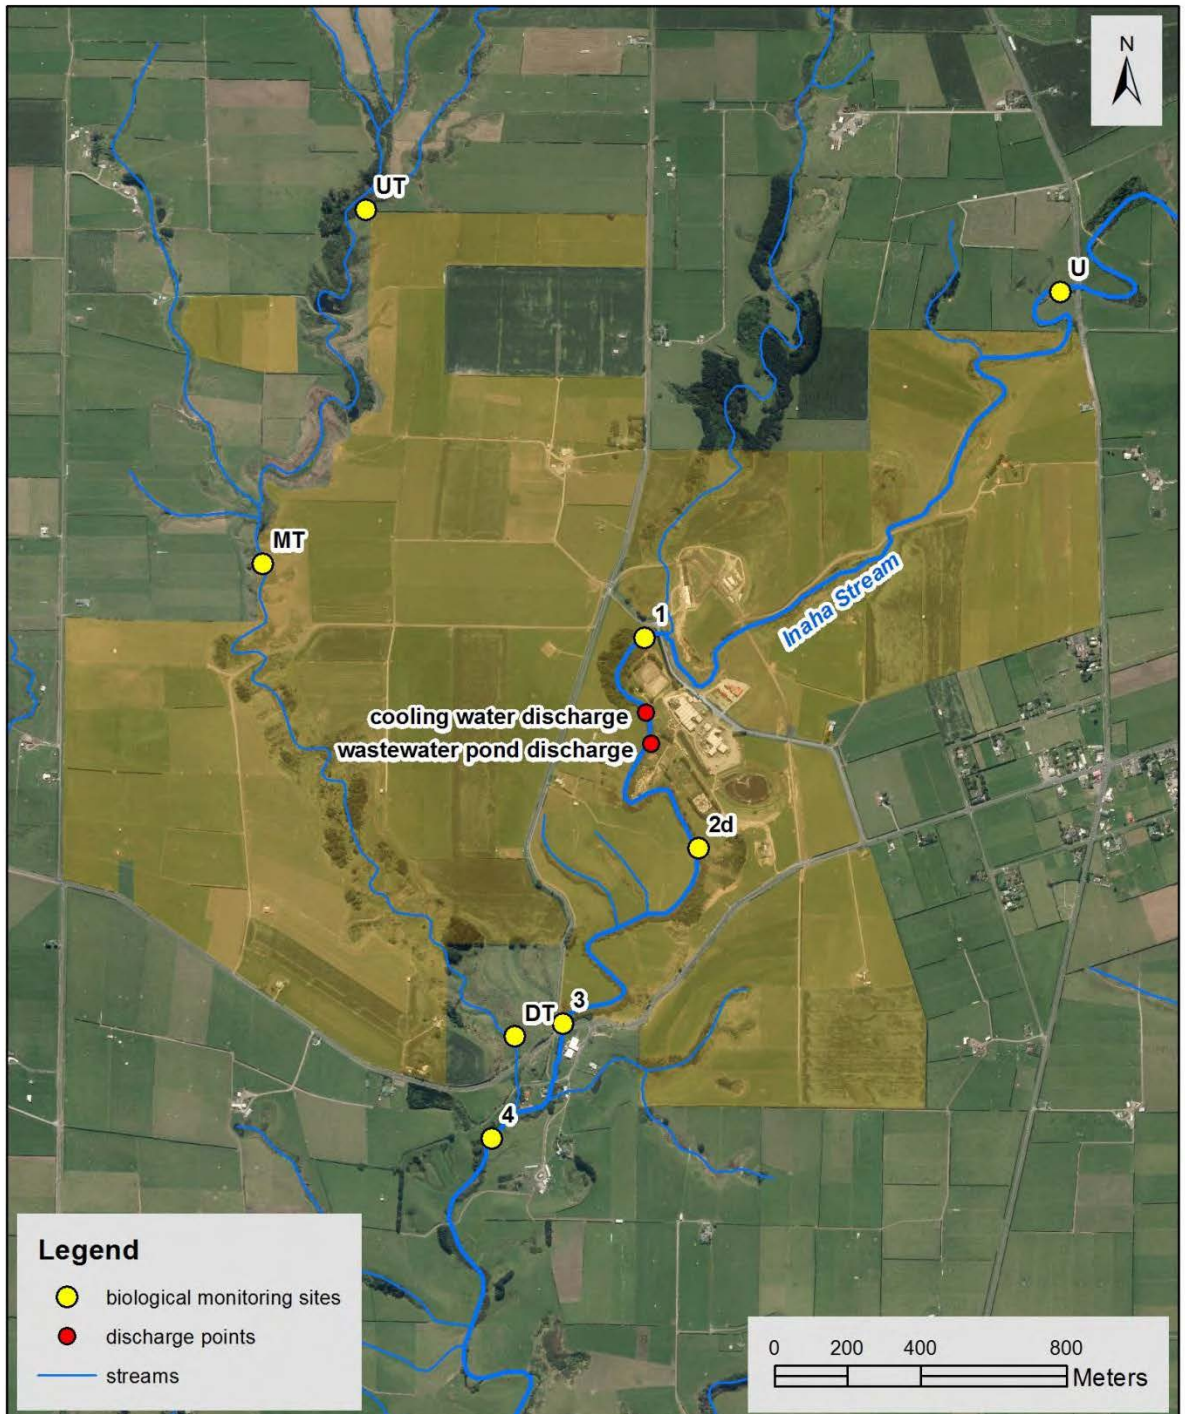 N
UT
U
MT
1
Inaha Stream
cooling water discharge
wastewater pond discharge
2d
DT
3
4
Legend
biological monitoring sites
discharge points
streams
0 200 400 800
Meters